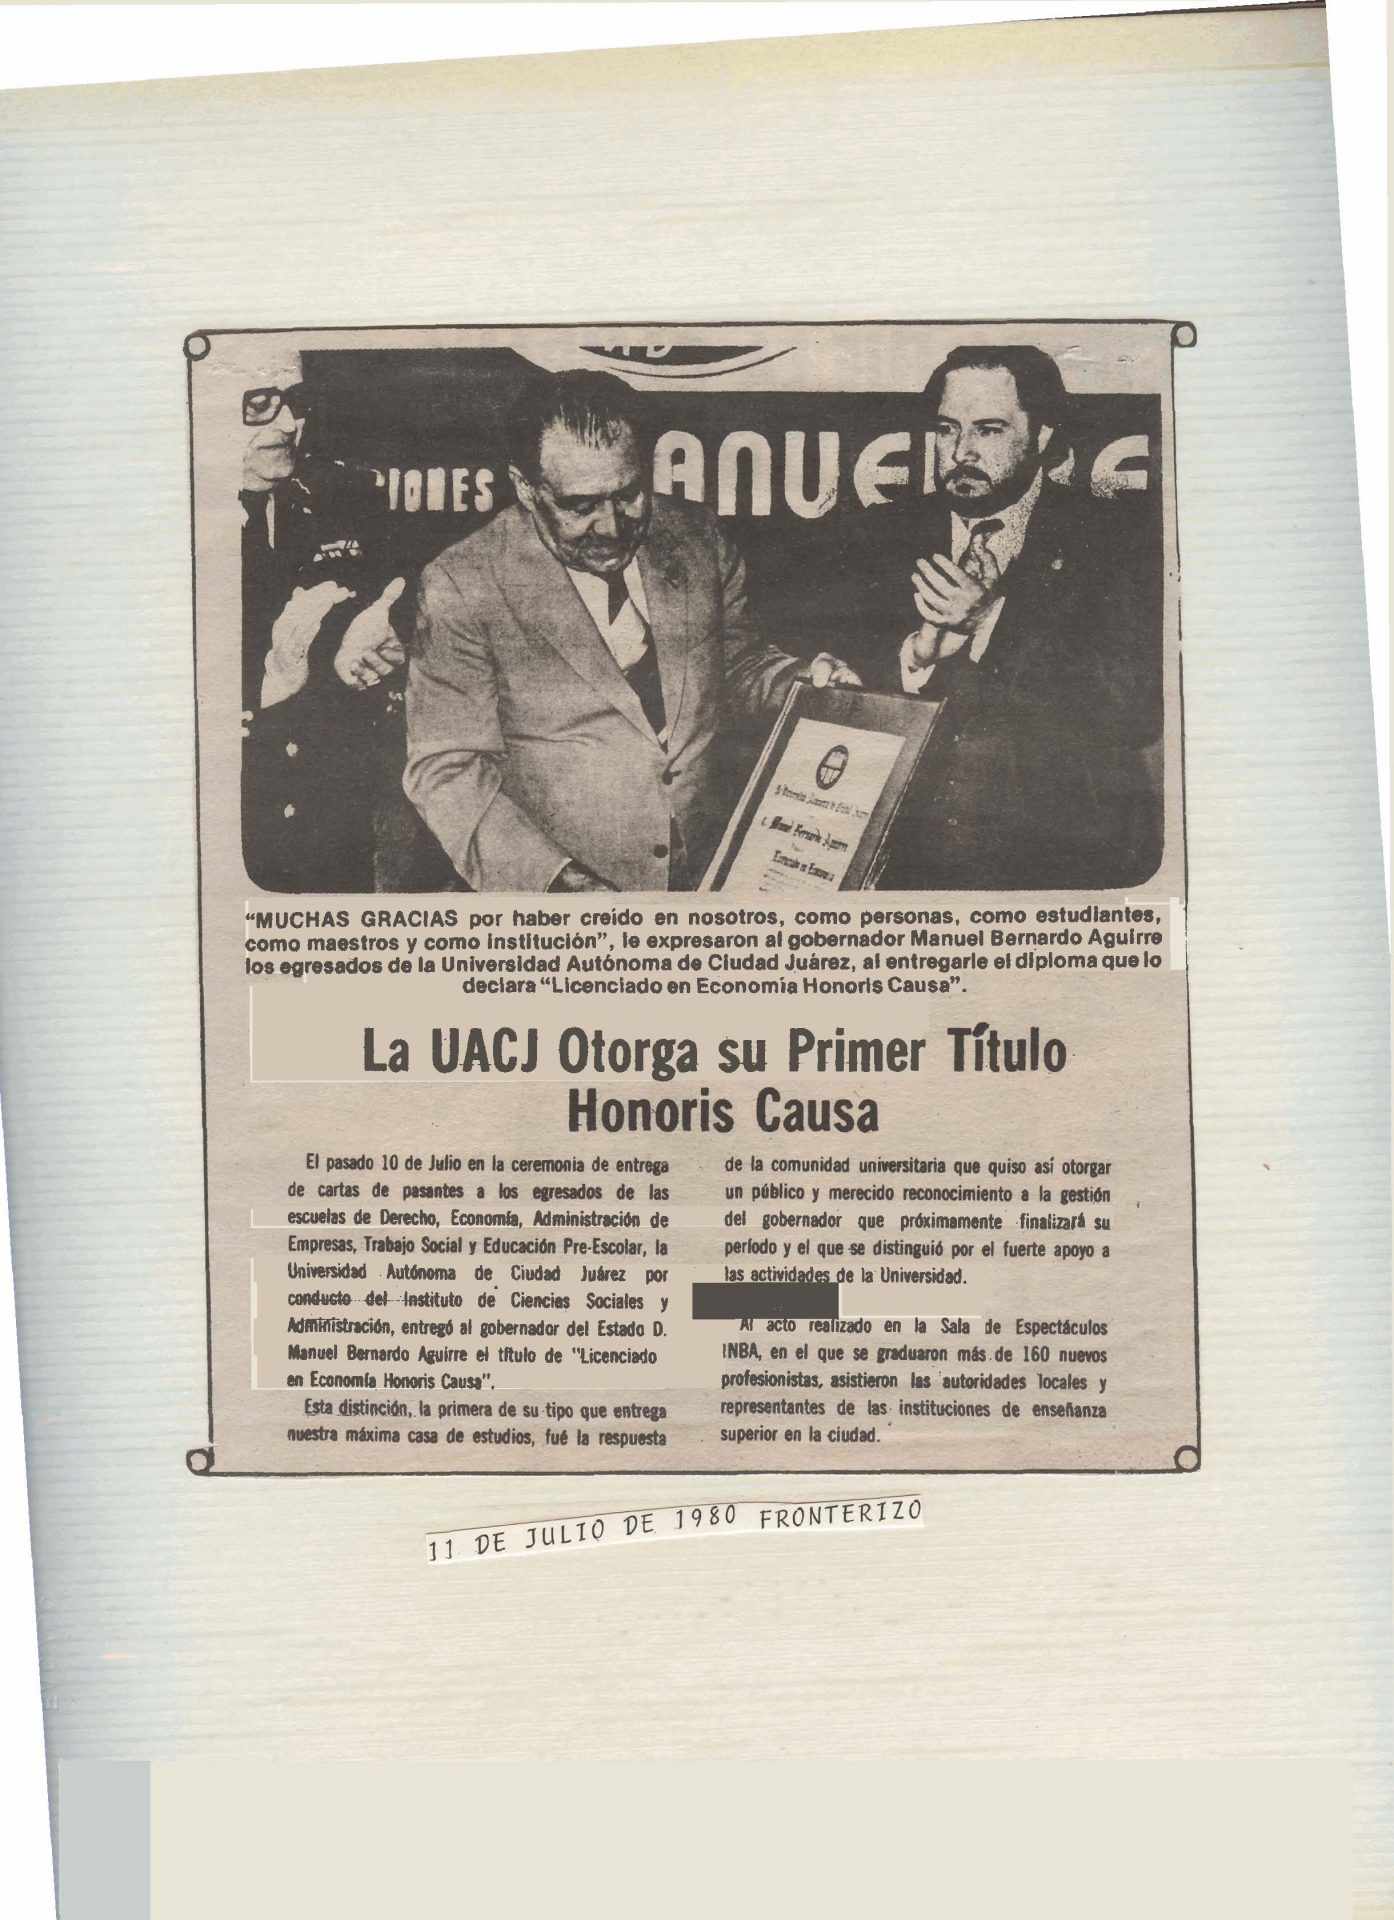 IONES
ANUEL
RE
Manuel Bernardo Aguirre
Licenciado en Economía
"MUCHAS GRACIAS por haber creído en nosotros, como personas, como estudiantes,
como maestros y como institución", le expresaron al gobernador Manuel Bernardo Aguirre
los egresados de la Universidad Autónoma de Ciudad Juárez, al entregarle el diploma que lo
declara "Licenciado en Economía Honoris Causa".
La UACJ Otorga su Primer Título
Honoris Causa
El pasado 10 de Julio en la ceremonia de entrega
de cartas de pasantes a los egresados de las
escuelas de Derecho, Economía, Administración de
Empresas, Trabajo Social y Educación Pre-Escolar, la
Universidad Autónoma de Ciudad Juárez por
conducto del Instituto de Ciencias Sociales y
Administración, entregó al gobernador del Estado D.
Manuel Bernardo Aguirre el título de "Licenciado
en Economía Honoris Causa".
Esta distinción, la primera de su tipo que entrega
nuestra máxima casa de estudios, fué la respuesta
de la comunidad universitaria que quiso así otorgar
un público y merecido reconocimiento a la gestión
del gobernador que próximamente finalizará su
período y el que se distinguió por el fuerte apoyo a
las actividades de la Universidad.
Al acto realizado en la Sala de Espectáculos
INBA, en el que se graduaron más de 160 nuevos
profesionistas, asistieron las autoridades locales y
representantes de las instituciones de enseñanza
superior en la ciudad.
11 DE JULIO DE 1980 FRONTERIZO